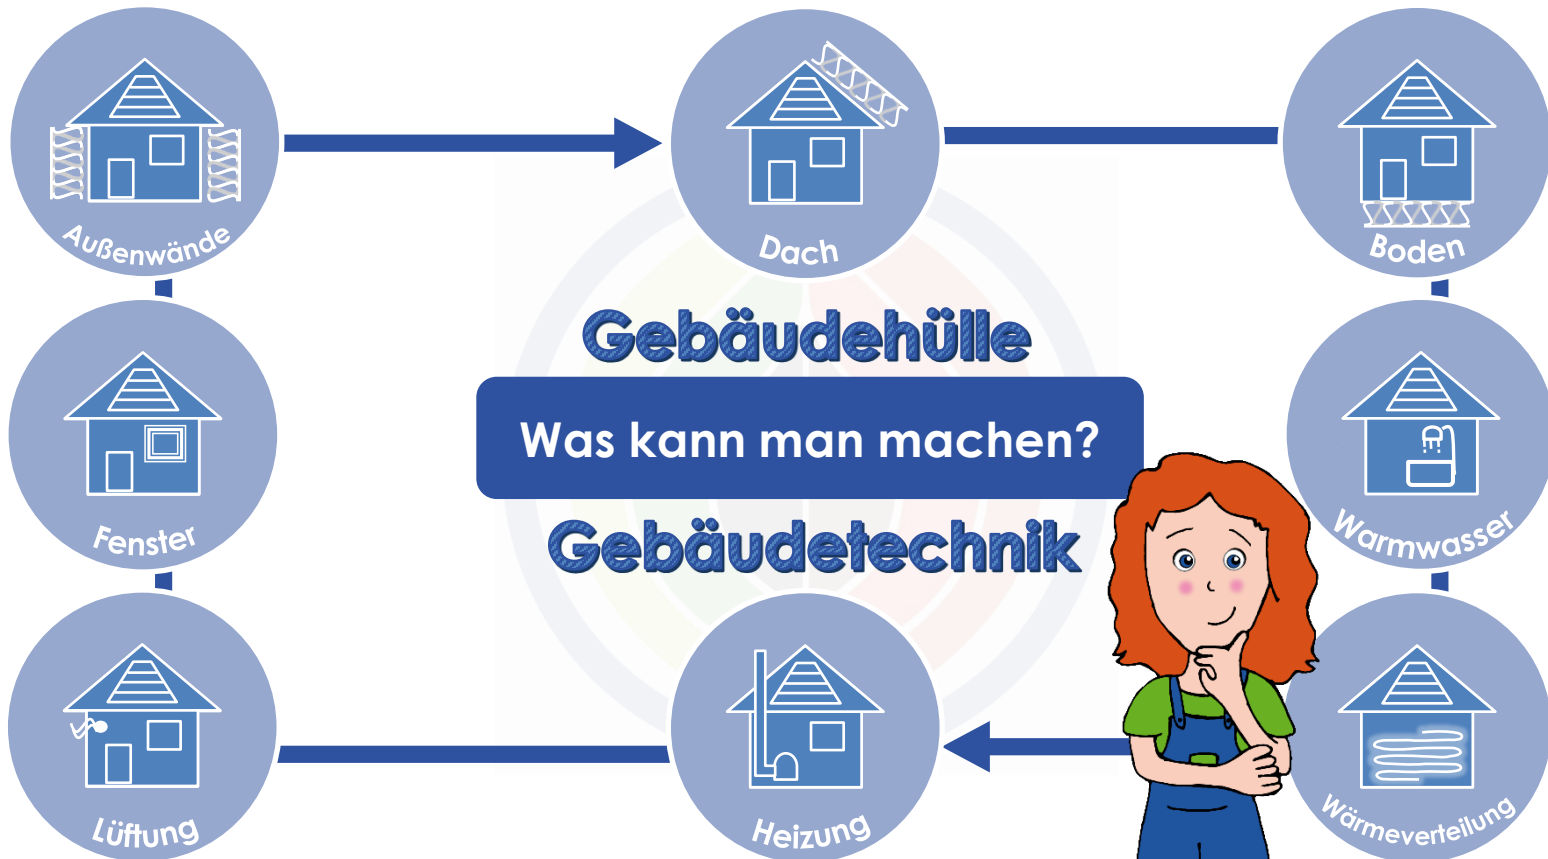 Außenwände
Dach
Boden
Gebäudehülle
Was kann man machen?
Gebäudetechnik
Fenster
Warmwasser
Lüftung
Heizung
Wärmeverteilung